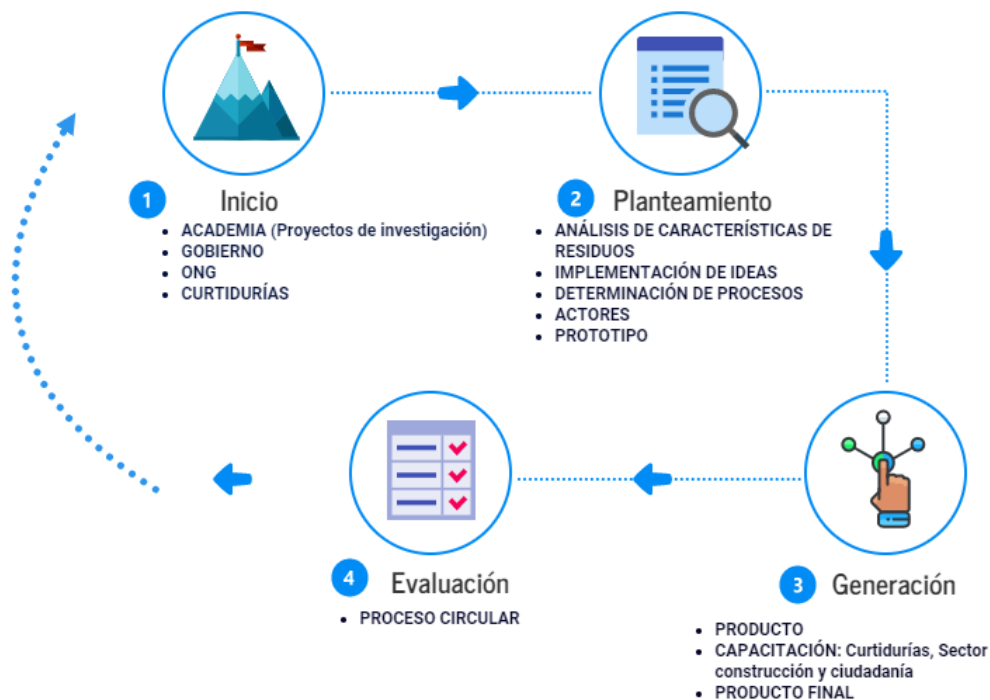 1
Inicio
• ACADEMIA (Proyectos de investigación)
• GOBIERNO
• ONG
• CURTIDURÍAS
2
Planteamiento
• ANÁLISIS DE CARACTERÍSTICAS DE
RESIDUOS
• IMPLEMENTACIÓN DE IDEAS
• DETERMINACIÓN DE PROCESOS
• ACTORES
• PROTOTIPO
3
Generación
• PRODUCTO
• CAPACITACIÓN: Curtidurías, Sector
construcción y ciudadanía
• PRODUCTO FINAL
4
Evaluación
• PROCESO CIRCULAR